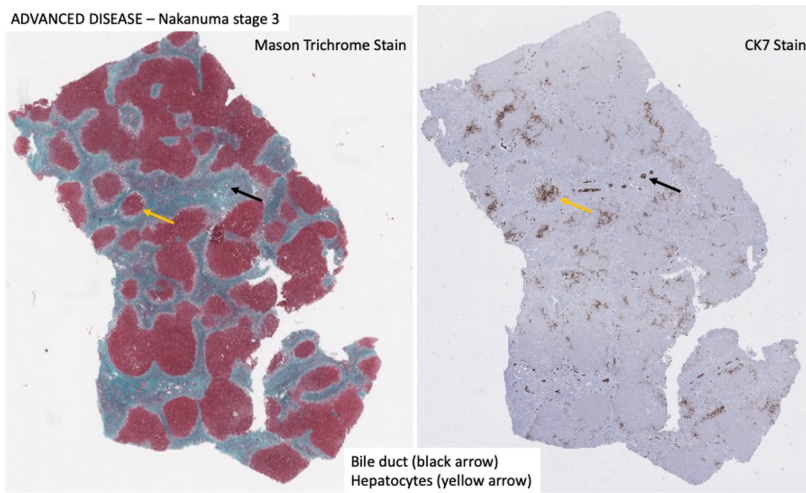 ADVANCED DISEASE – Nakanuma stage 3
Mason Trichrome Stain
CK7 Stain
Bile duct (black arrow)
Hepatocytes (yellow arrow)